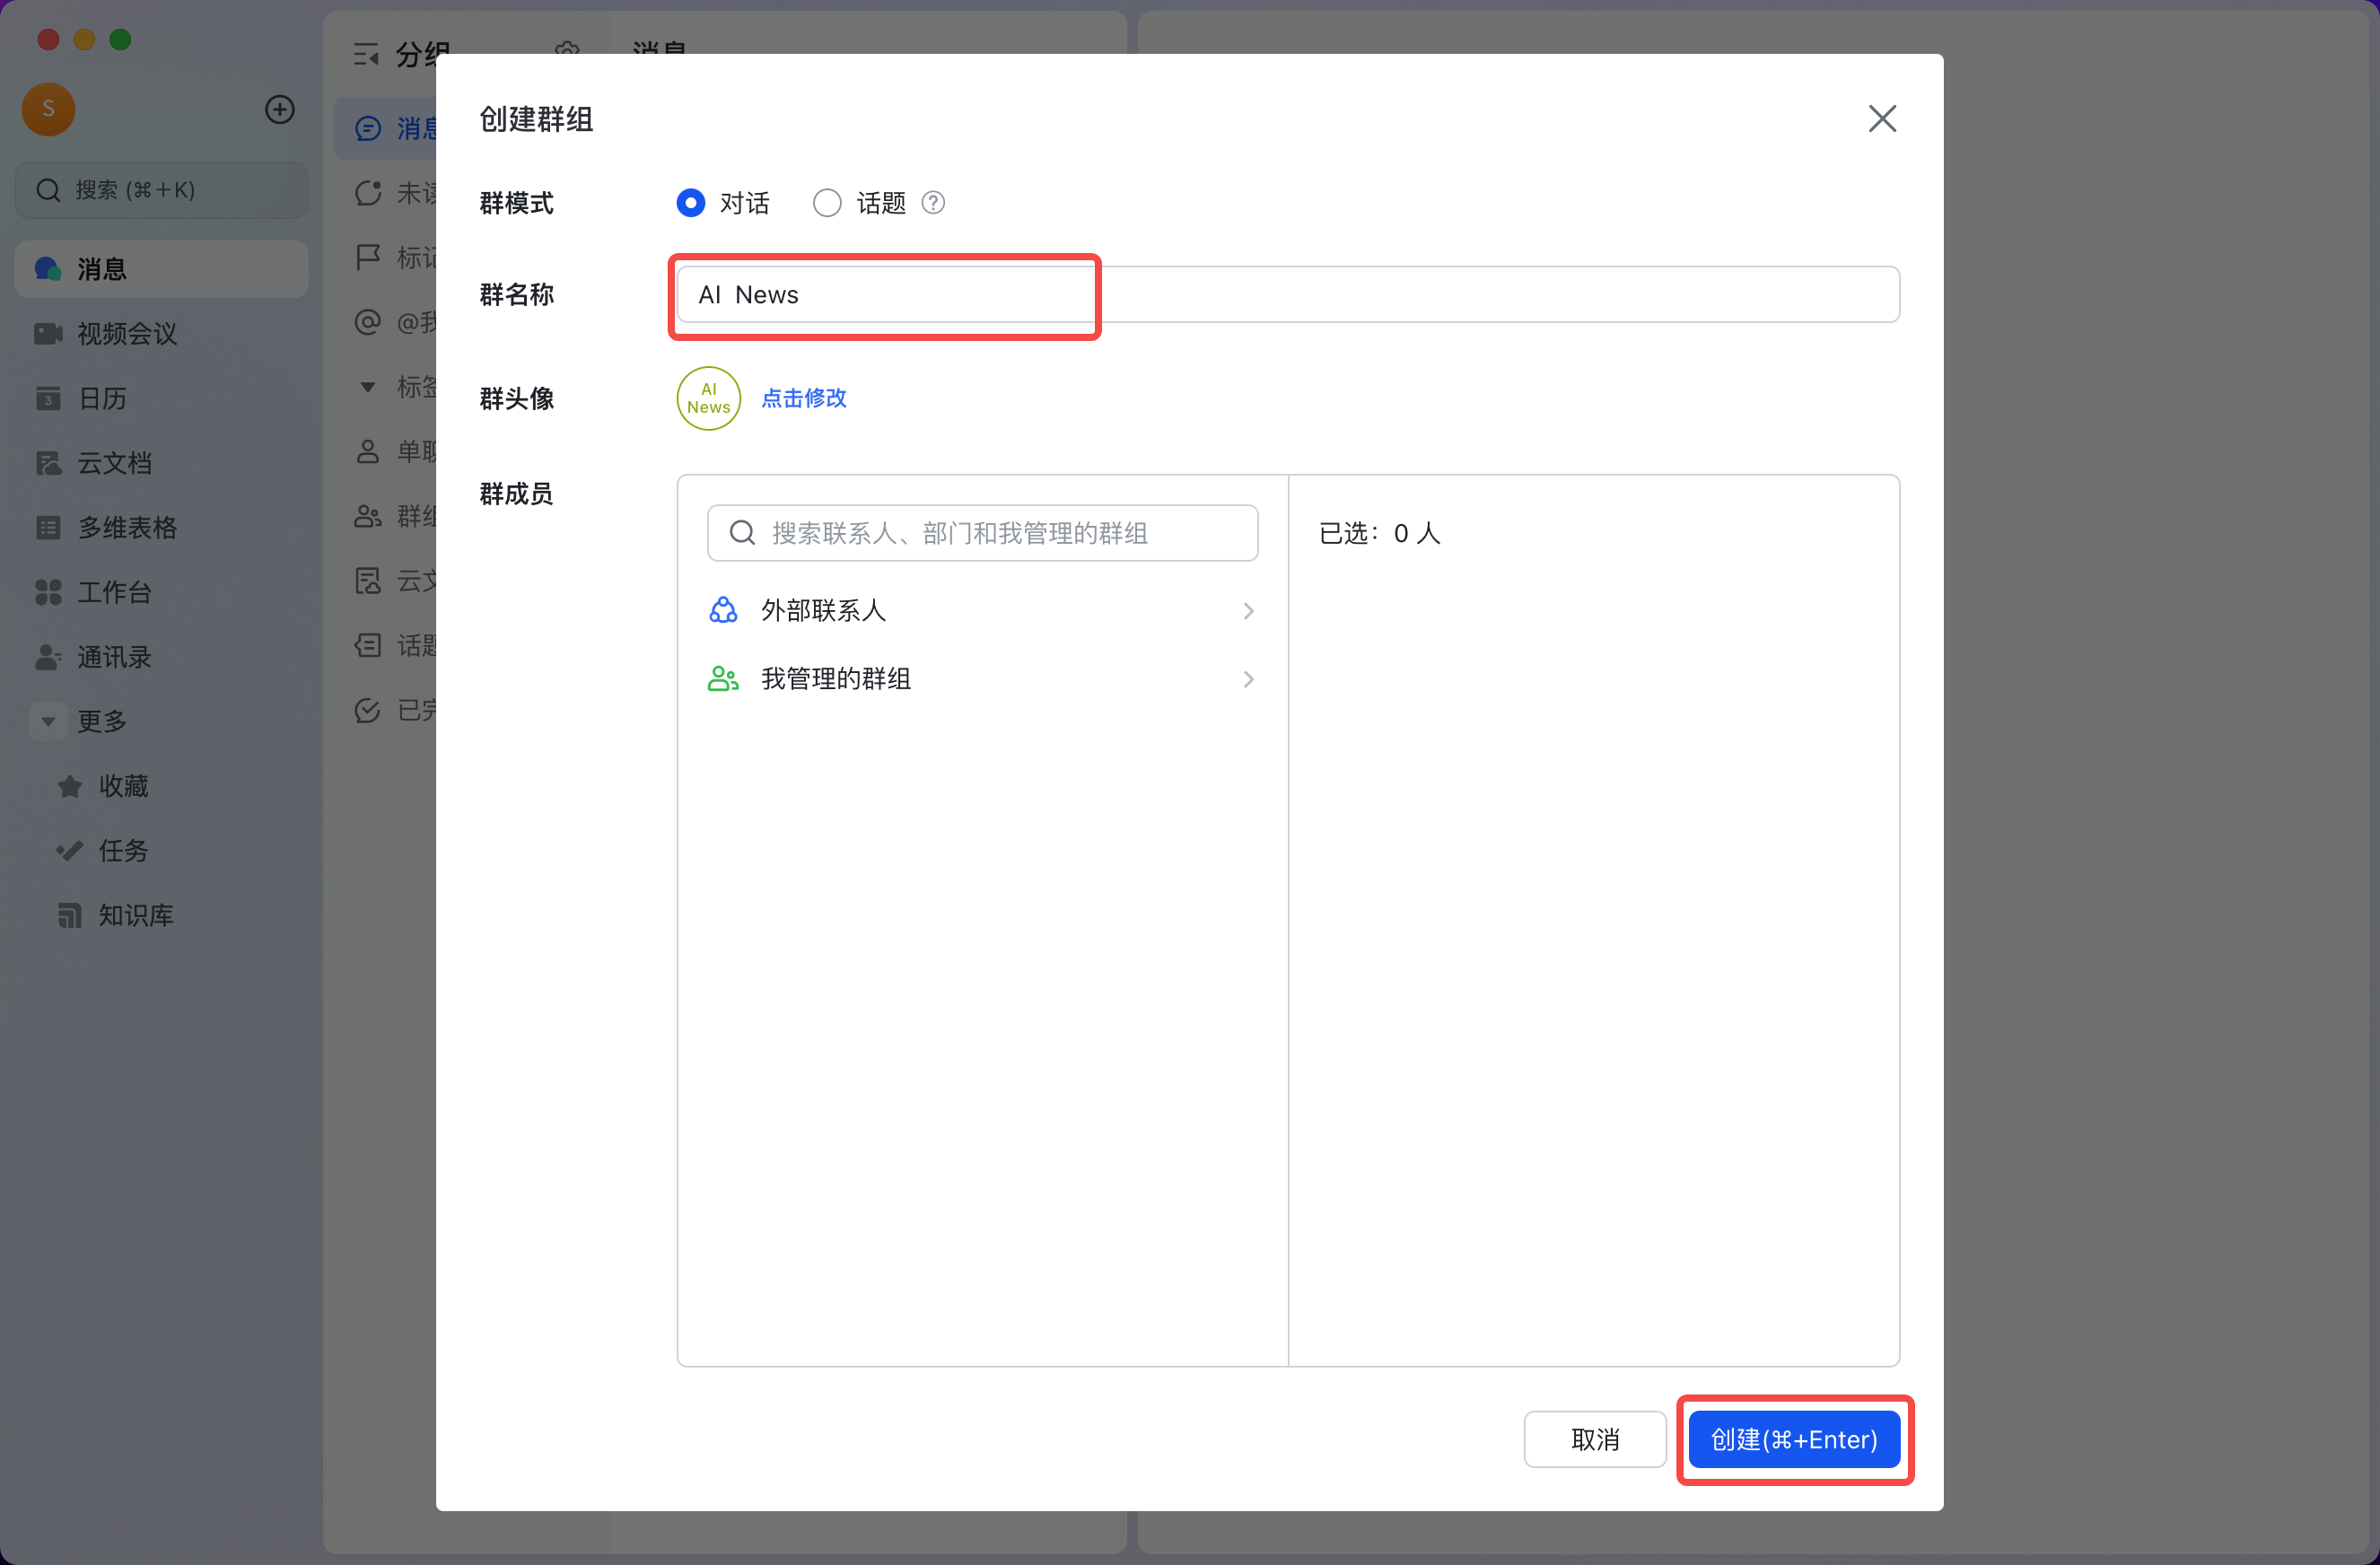 S
搜索 (⌘+K)
消息
视频会议
3
日历
云文档
多维表格
工作台
通讯录
更多
收藏
任务
知识库
分组
消息
消息
未读
标记
@我
标签
单聊
群组
云文
话题
已完
创建群组
群模式
对话
话题
?
群名称
AI News
群头像
AI
News
点击修改
群成员
搜索联系人、部门和我管理的群组
外部联系人
我管理的群组
已选：0 人
取消
创建(⌘+Enter)